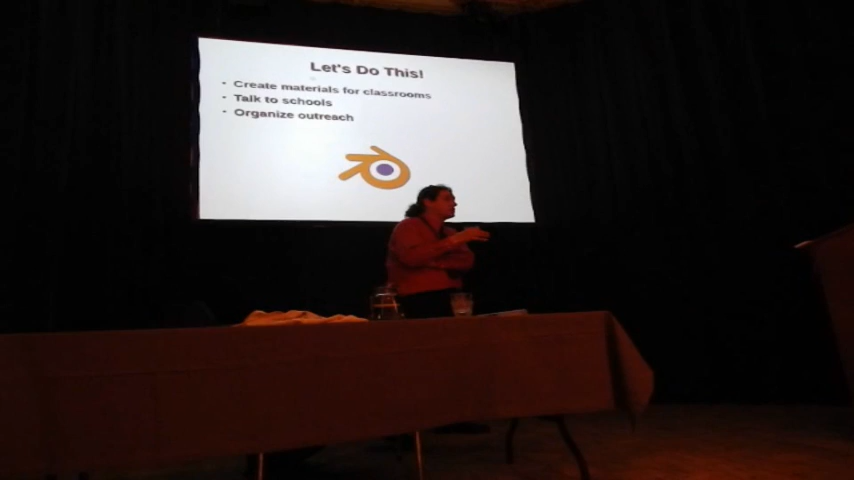 Let's Do This!
• Create materials for classrooms
• Talk to schools
• Organize outreach